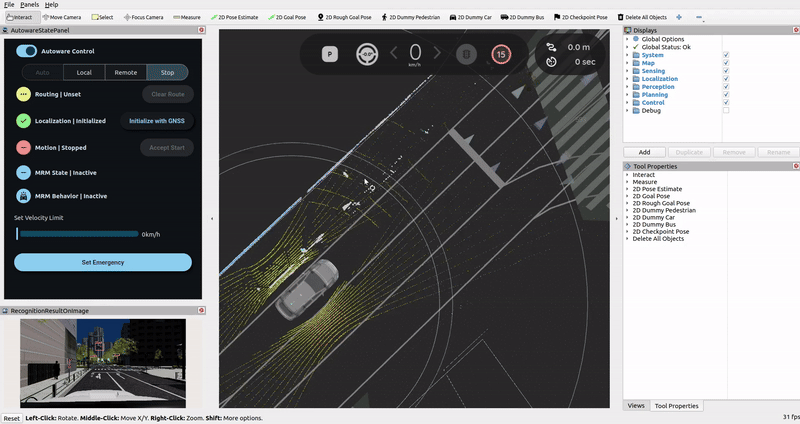 File Panels Help
Interact Move Camera Select Focus Camera Measure 2D Pose Estimate 2D Goal Pose 2D Rough Goal Pose 2D Dummy Pedestrian 2D Dummy Car 2D Dummy Bus 2D Checkpoint Pose Delete All Objects
AutowareStatePanel
Autoware Control
Auto Local Remote Stop
Routing | Unset Clear Route
Localization | Initialized Initialize with GNSS
Motion | Stopped Accept Start
MRM State | Inactive
MRM Behavior | Inactive
Set Velocity Limit
0km/h
Set Emergency
RecognitionResultOnImage
P
0
km/h
15
0.0 m
0 sec
Displays
Global Options
Global Status: Ok
System
Map
Sensing
Localization
Perception
Planning
Control
Debug
Add Duplicate Remove Rename
Tool Properties
Interact
Measure
2D Pose Estimate
2D Goal Pose
2D Rough Goal Pose
2D Dummy Pedestrian
2D Dummy Car
2D Dummy Bus
2D Checkpoint Pose
Delete All Objects
Views Tool Properties
Reset Left-Click: Rotate. Middle-Click: Move X/Y. Right-Click: Zoom. Shift: More options. 31 fps